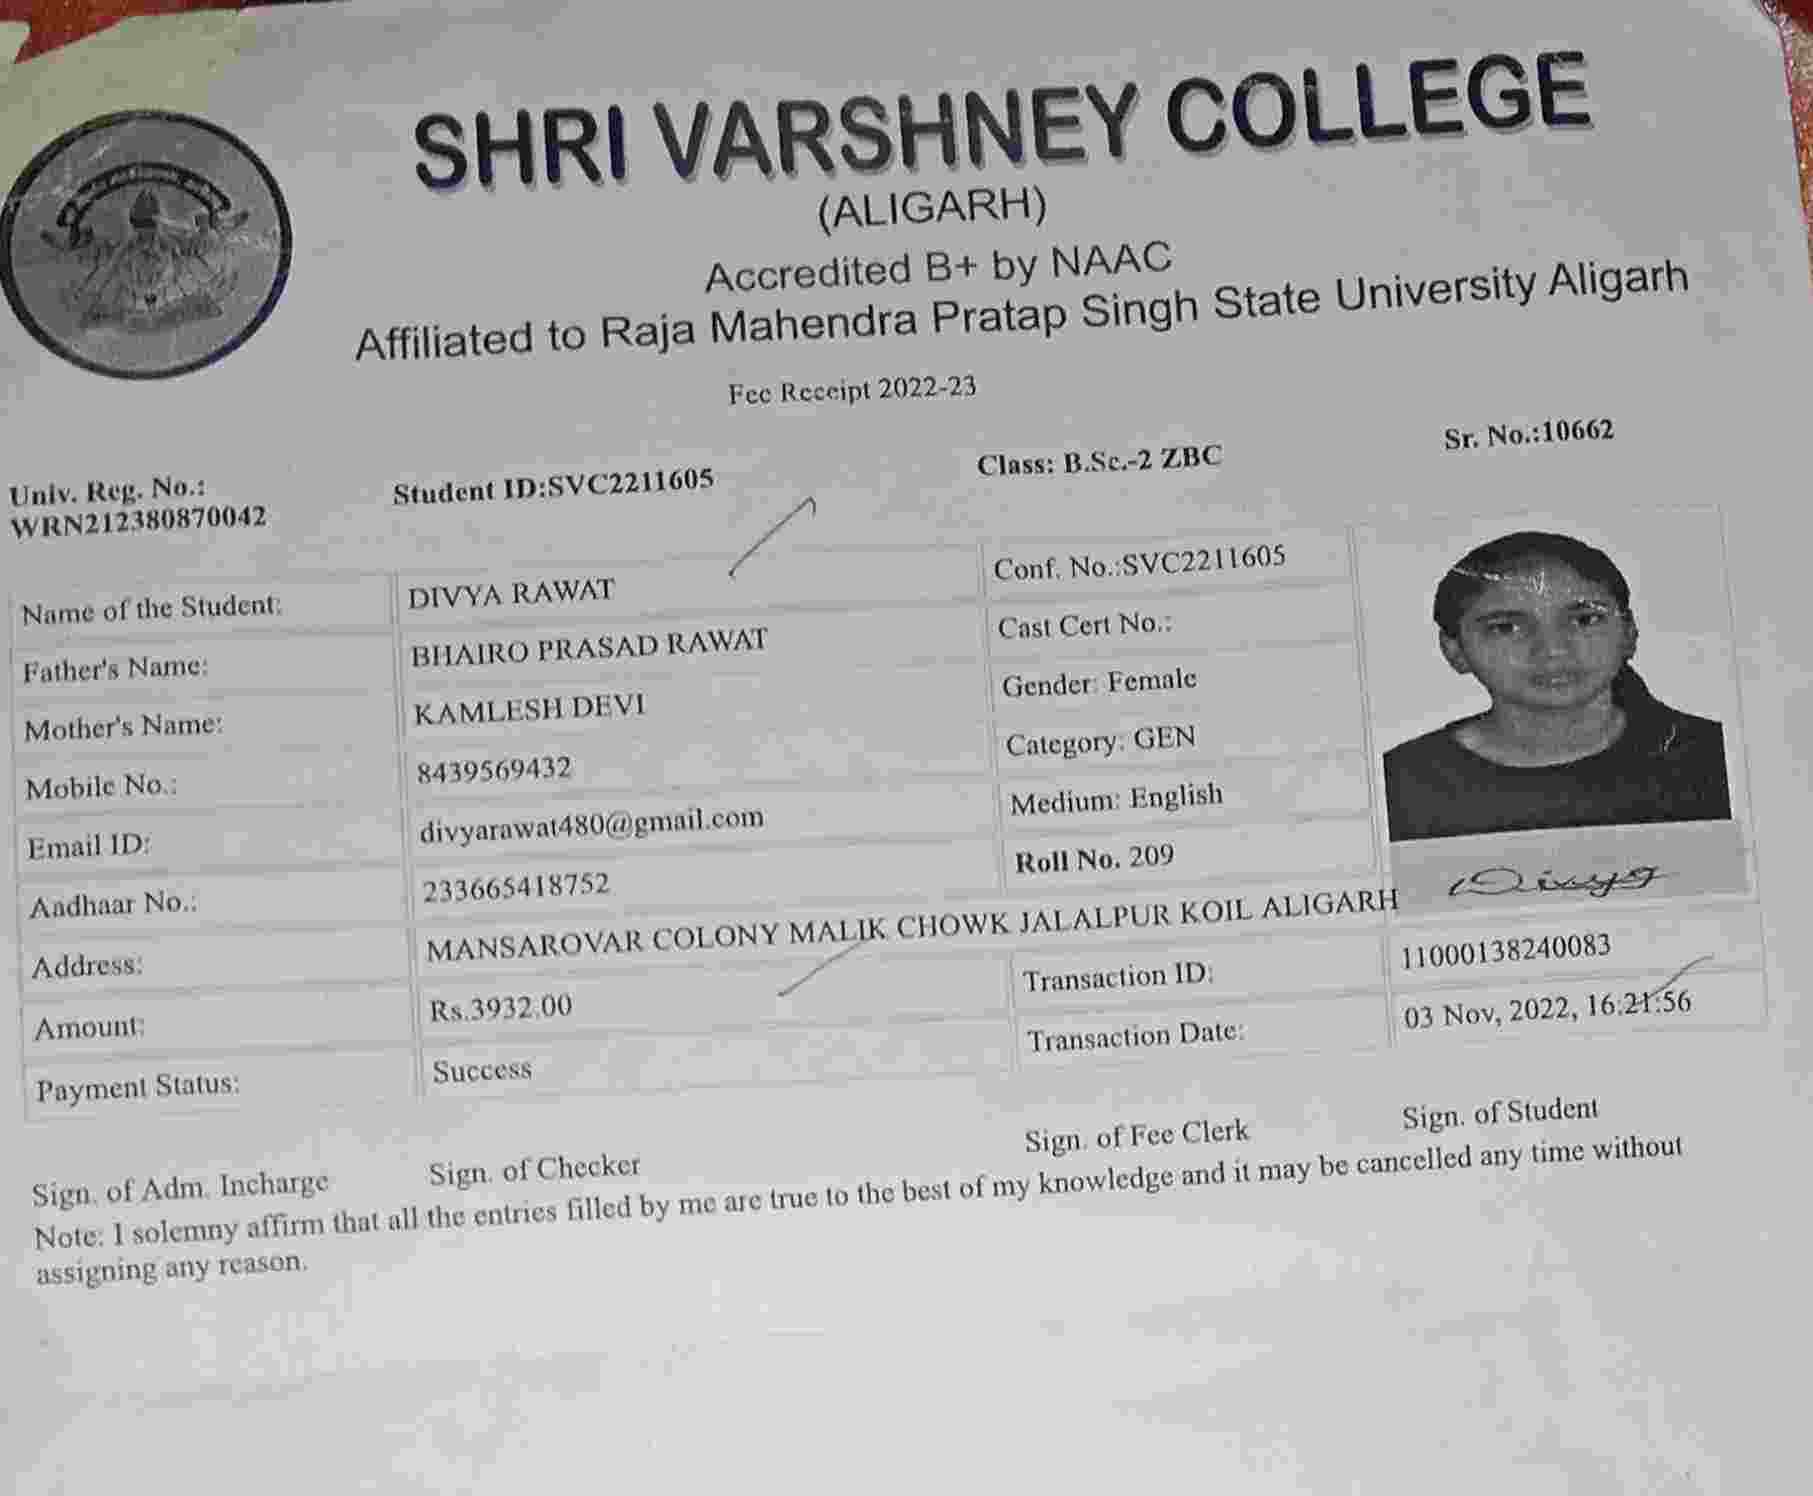 SHRI VARSHNEY COLLEGE
(ALIGARH)
Accredited B+ by NAAC
Affiliated to Raja Mahendra Pratap Singh State University Aligarh
Fee Receipt 2022-23
Univ. Reg. No.: WRN212380870042
Student ID:SVC2211605
Class: B.Sc.-2 ZBC
Sr. No.:10662
Name of the Student: DIVYA RAWAT
Conf. No.:SVC2211605
Father's Name: BHAIRO PRASAD RAWAT
Cast Cert No.:
Mother's Name: KAMLESH DEVI
Gender: Female
Mobile No.: 8439569432
Category: GEN
Email ID: divyarawat480@gmail.com
Medium: English
Aadhaar No.: 233665418752
Roll No. 209
Divya
Address: MANSAROVAR COLONY MALIK CHOWK JALALPUR KOIL ALIGARH
Amount: Rs.3932.00
Transaction ID: 11000138240083
Payment Status: Success
Transaction Date: 03 Nov, 2022, 16:21:56
Sign. of Adm. Incharge
Sign. of Checker
Sign. of Fee Clerk
Sign. of Student
Note: I solemny affirm that all the entries filled by me are true to the best of my knowledge and it may be cancelled any time without
assigning any reason.